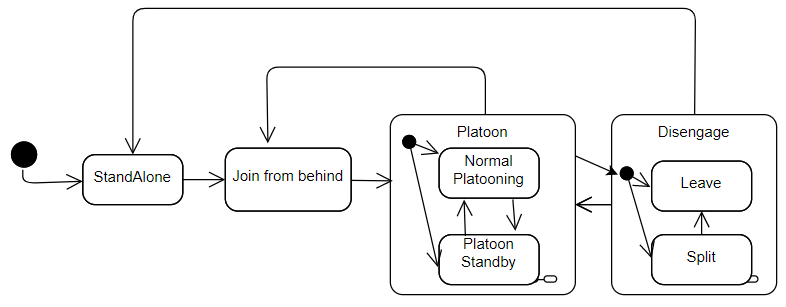 Platoon
Disengage
StandAlone
Join from behind
Normal
Platooning
Leave
Platoon
Standby
Split